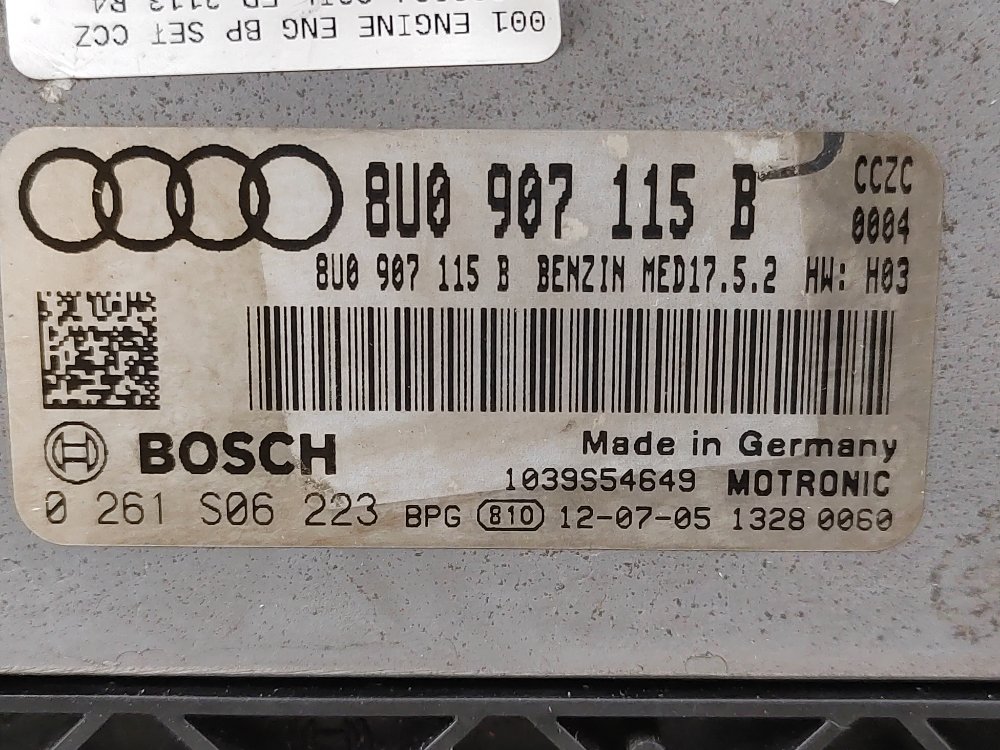 001 ENGINE ENG BP SET CCZ
8U0 907 115 B
CCZC
0004
8U0 907 115 B BENZIN MED17.5.2 HW: H03
BOSCH
Made in Germany
1039S54649 MOTRONIC
0 261 S06 223 BPG 810 12-07-05 1328 0060